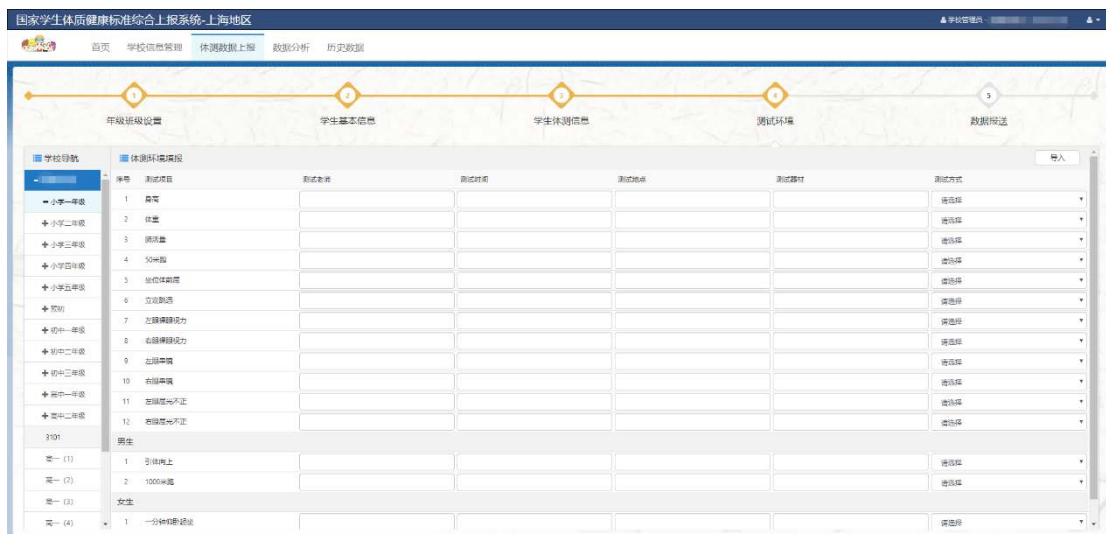 国家学生体质健康标准综合上报系统-上海地区
学校管理员 -
首页 学校信息管理 体测数据上报 数据分析 历史数据
1 2 3 4 5
年级班级设置 学生基本信息 学生体测信息 测试环境 数据报送
学校导航
体测环境填报 导入
序号 测试项目 测试老师 测试时间 测试地点 测试器材 测试方式
小学一年级
小学二年级
小学三年级
小学四年级
小学五年级
预初
初中一年级
初中二年级
初中三年级
高中一年级
高中二年级
3101
高一 (1)
高一 (2)
高一 (3)
高一 (4)
1 身高 请选择
2 体重 请选择
3 肺活量 请选择
4 50米跑 请选择
5 坐位体前屈 请选择
6 立定跳远 请选择
7 左眼裸眼视力 请选择
8 右眼裸眼视力 请选择
9 左眼串镜 请选择
10 右眼串镜 请选择
11 左眼屈光不正 请选择
12 右眼屈光不正 请选择
男生
1 引体向上 请选择
2 1000米跑 请选择
女生
1 一分钟仰卧起坐 请选择